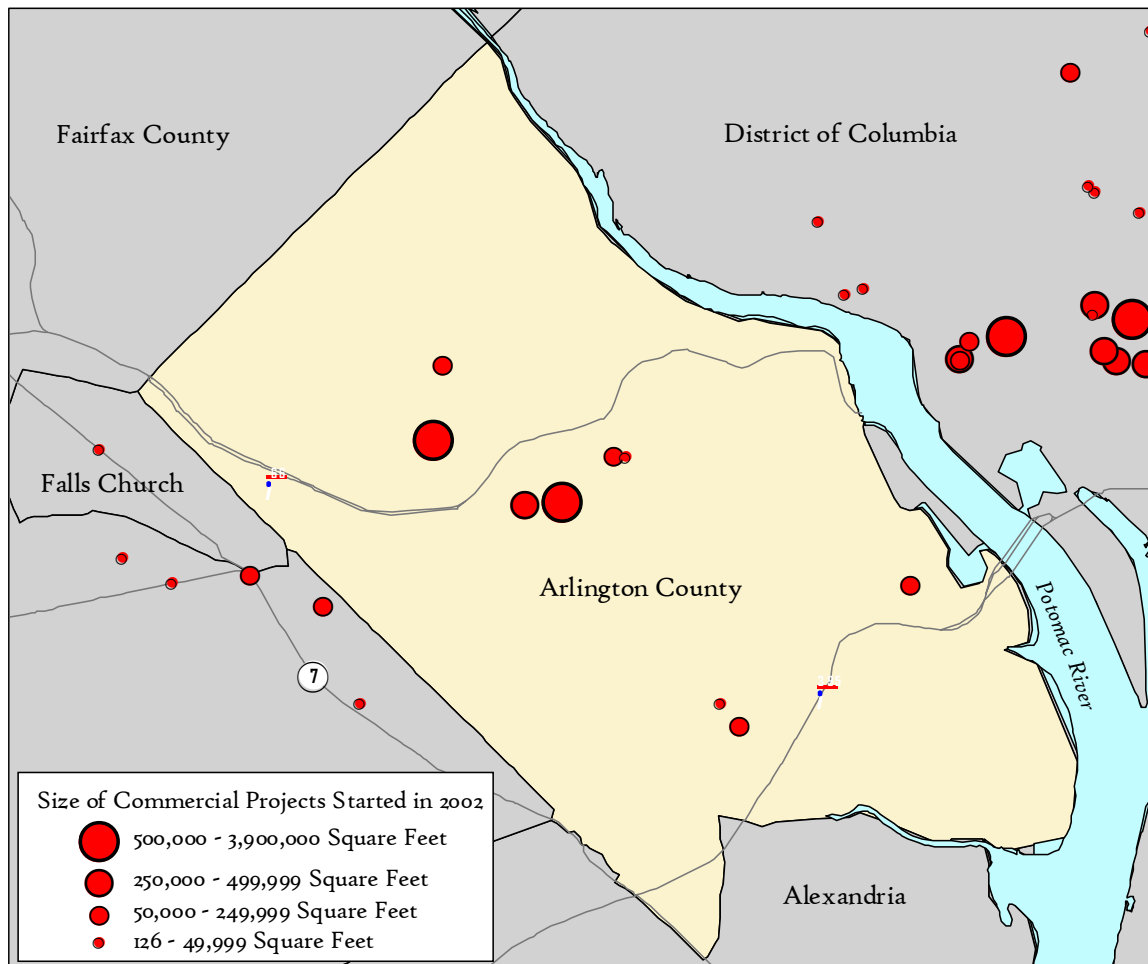 Fairfax County
District of Columbia
Falls Church
66
Arlington County
Potomac River
7
Size of Commercial Projects Started in 2002
500,000 - 3,900,000 Square Feet
250,000 - 499,999 Square Feet
50,000 - 249,999 Square Feet
126 - 49,999 Square Feet
Alexandria